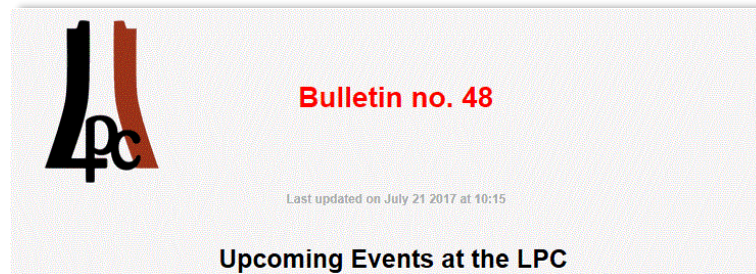 Lpc
Bulletin no. 48
Last updated on July 21 2017 at 10:15
Upcoming Events at the LPC